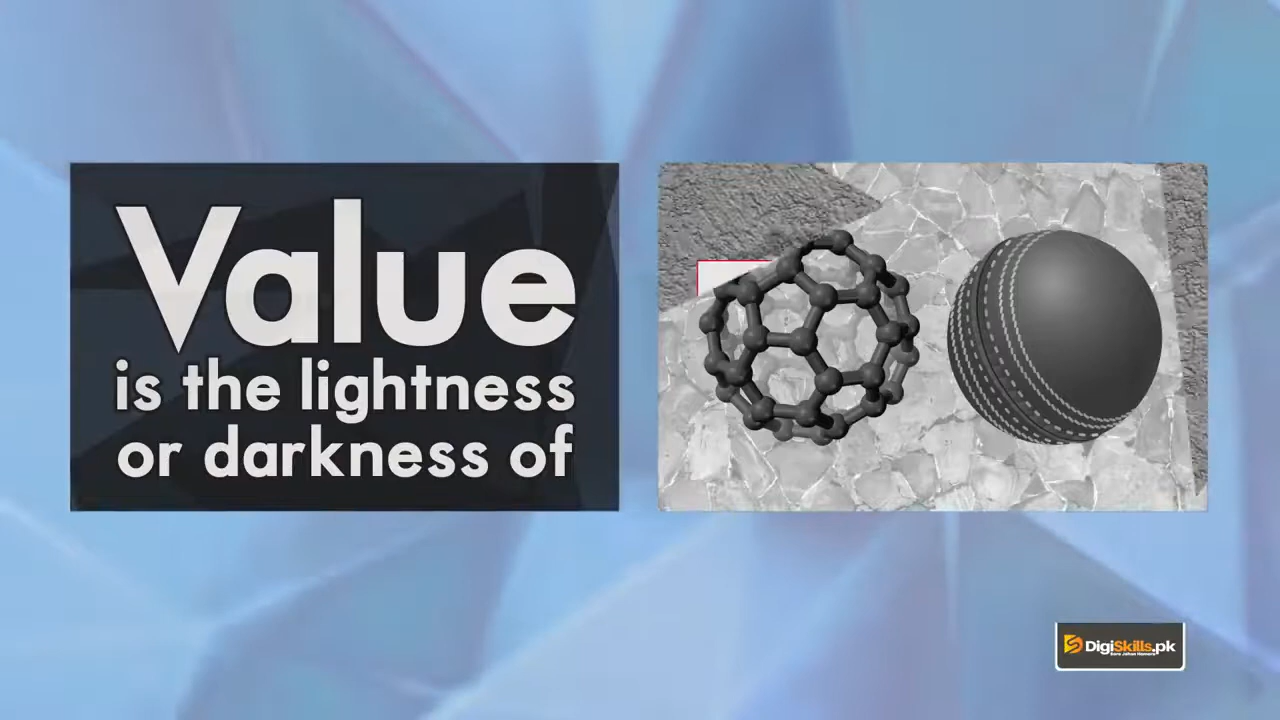 Value
is the lightness
or darkness of
DigiSkills.pk